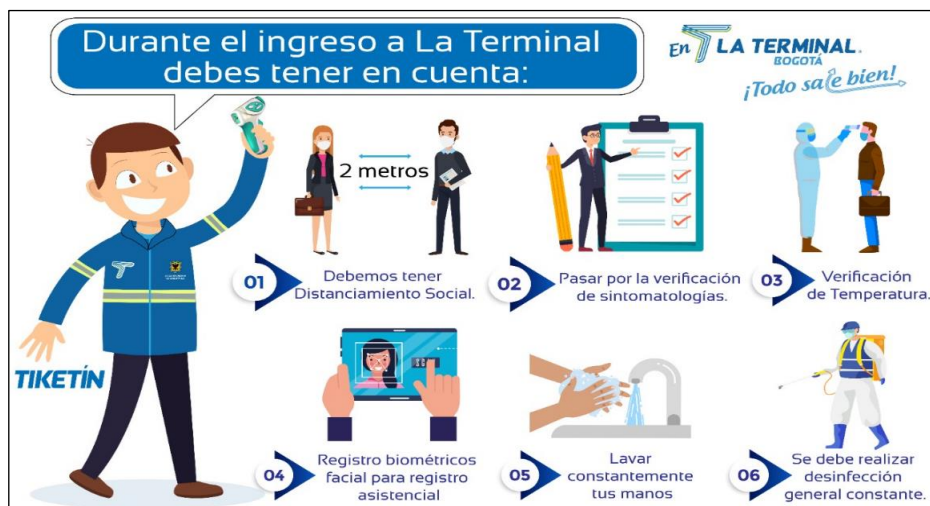 Durante el ingreso a La Terminal
debes tener en cuenta:
En LA TERMINAL
BOGOTÁ
¡Todo sale bien!
2 metros
01
Debemos tener
Distanciamiento Social.
02
Pasar por la verificación
de sintomatologías.
03
Verificación
de Temperatura.
TIKETÍN
04
Registro biométricos
facial para registro
asistencial
05
Lavar
constantemente
tus manos
06
Se debe realizar
desinfección
general constante.